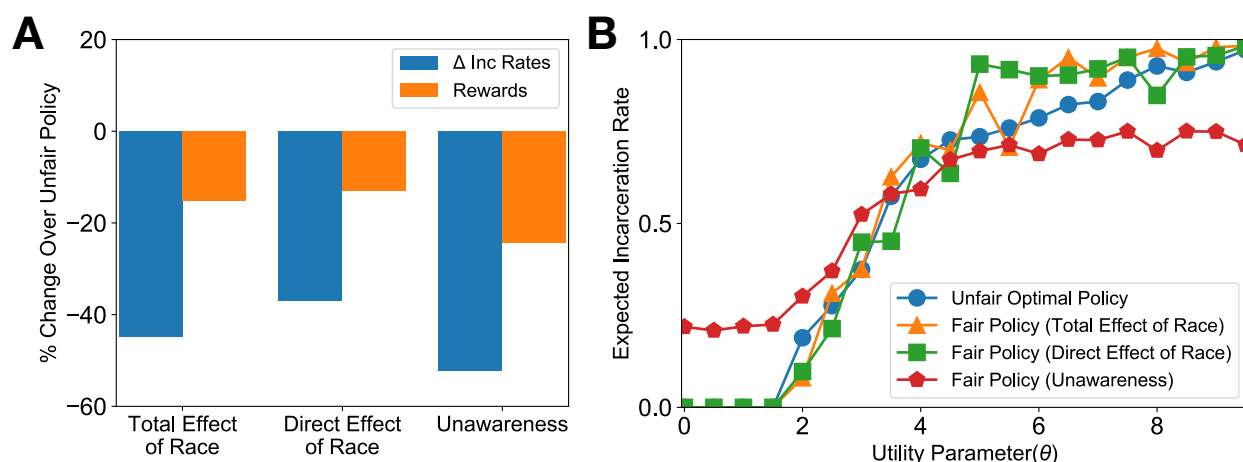 A
% Change Over Unfair Policy
20
0
−20
−40
−60
Δ Inc Rates
Rewards
Total Effect
of Race
Direct Effect
of Race
Unawareness
B
Expected Incarceration Rate
1.0
0.5
0.0
Unfair Optimal Policy
Fair Policy (Total Effect of Race)
Fair Policy (Direct Effect of Race)
Fair Policy (Unawareness)
0 2 4 6 8
Utility Parameter(θ)